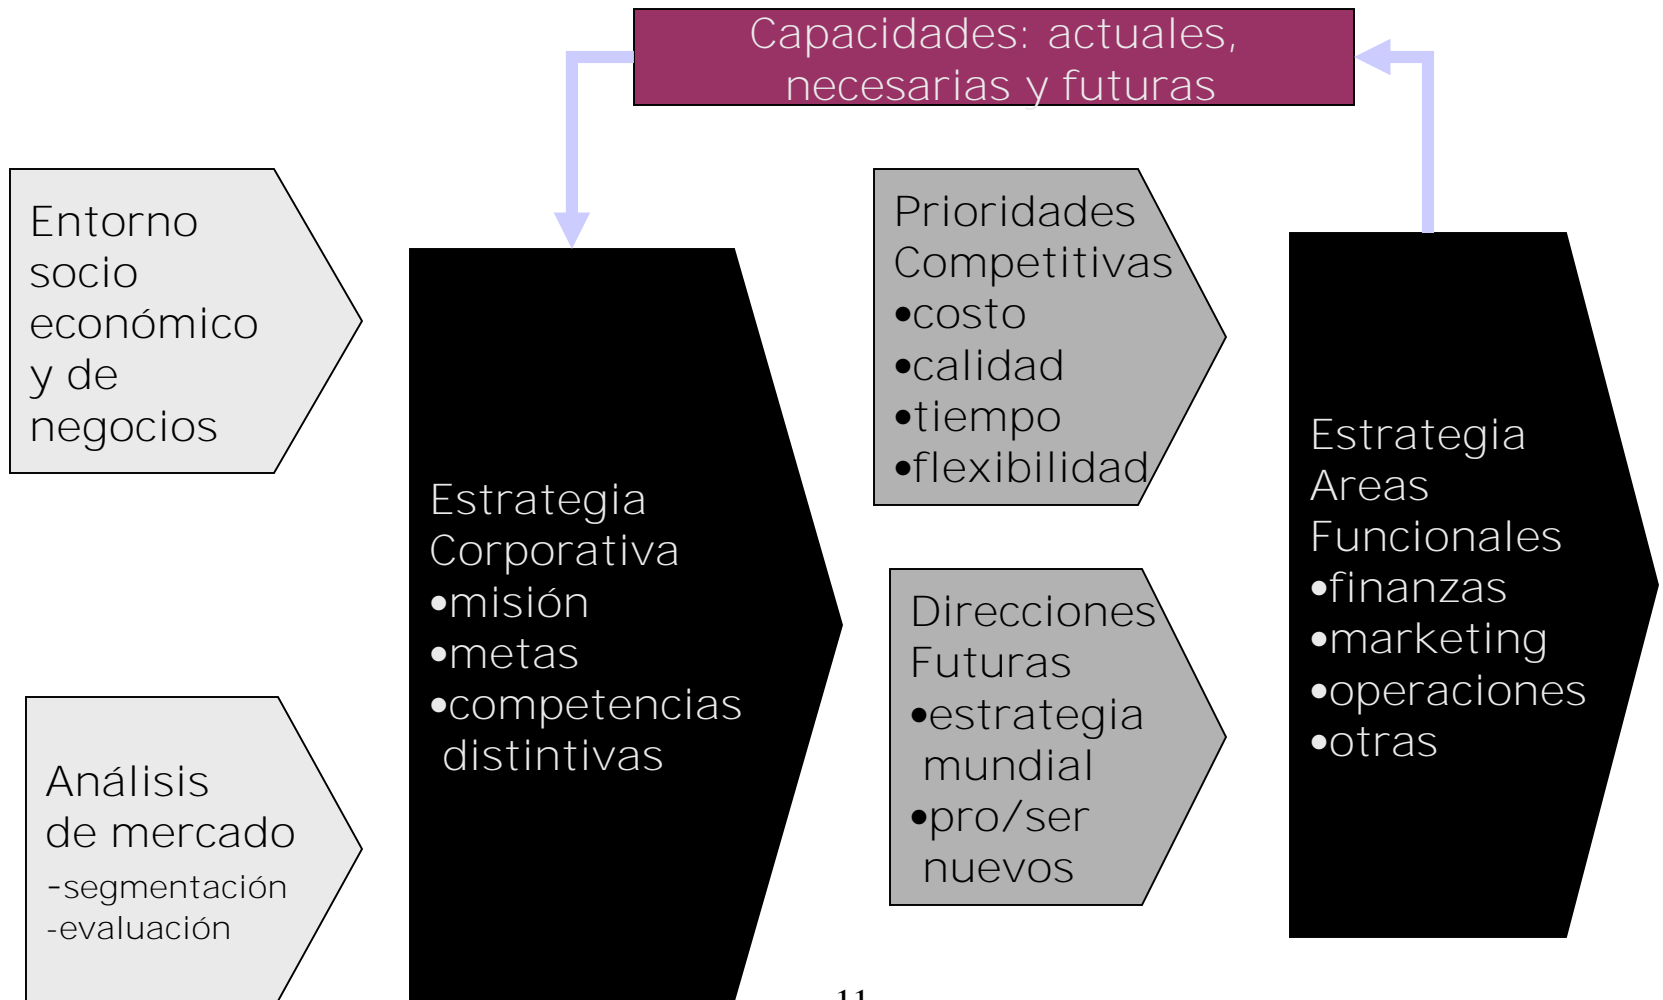 Capacidades: actuales,
necesarias y futuras
Entorno
socio
económico
y de
negocios
Análisis
de mercado
-segmentación
-evaluación
Estrategia
Corporativa
•misión
•metas
•competencias
distintivas
Prioridades
Competitivas
•costo
•calidad
•tiempo
•flexibilidad
Direcciones
Futuras
•estrategia
mundial
•pro/ser
nuevos
Estrategia
Areas
Funcionales
•finanzas
•marketing
•operaciones
•otras
11